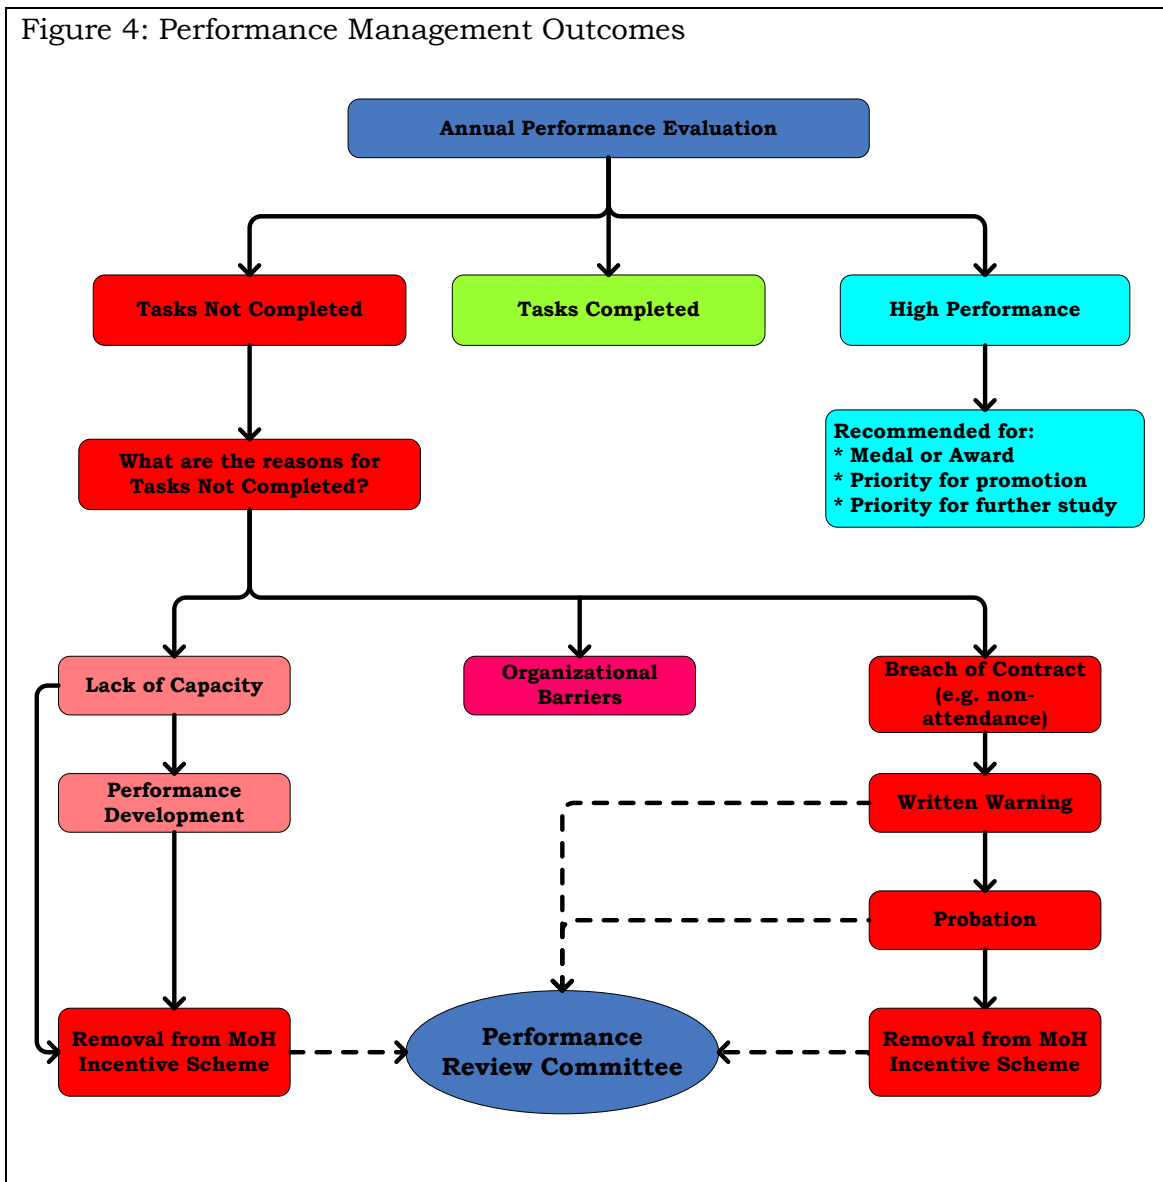 Figure 4: Performance Management Outcomes
Annual Performance Evaluation
Tasks Not Completed
Tasks Completed
High Performance
What are the reasons for
Tasks Not Completed?
Recommended for:
* Medal or Award
* Priority for promotion
* Priority for further study
Lack of Capacity
Organizational
Barriers
Breach of Contract
(e.g. non-
attendance)
Performance
Development
Written Warning
Probation
Removal from MoH
Incentive Scheme
Performance
Review Committee
Removal from MoH
Incentive Scheme